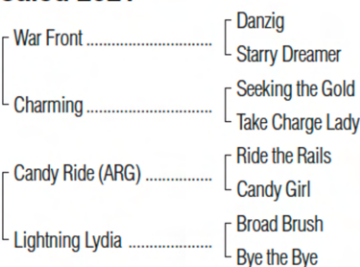 Danzig
War Front
Starry Dreamer
Seeking the Gold
Charming
Take Charge Lady
Ride the Rails
Candy Ride (ARG)
Candy Girl
Broad Brush
Lightning Lydia
Bye the Bye